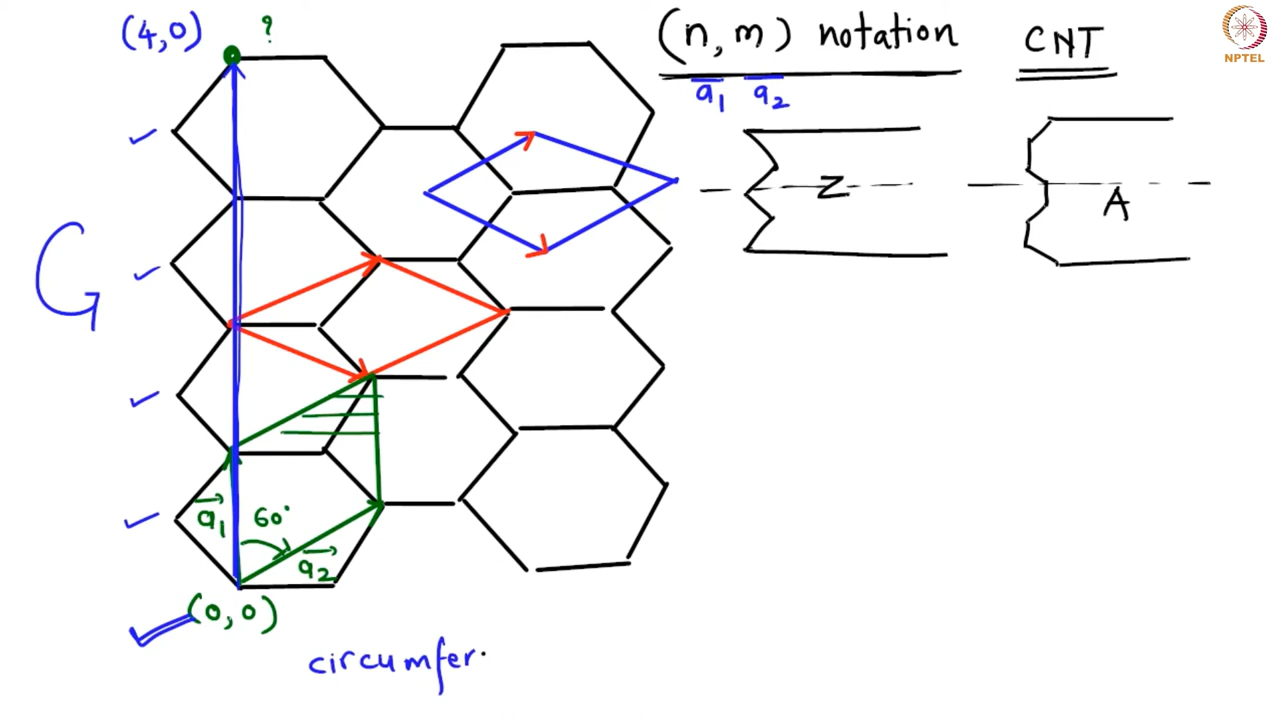 (4,0) ?
(n, m) notation
CNT
NPTEL
a1 a2
Z
A
G
a1 60° a2
(0,0)
circumfer